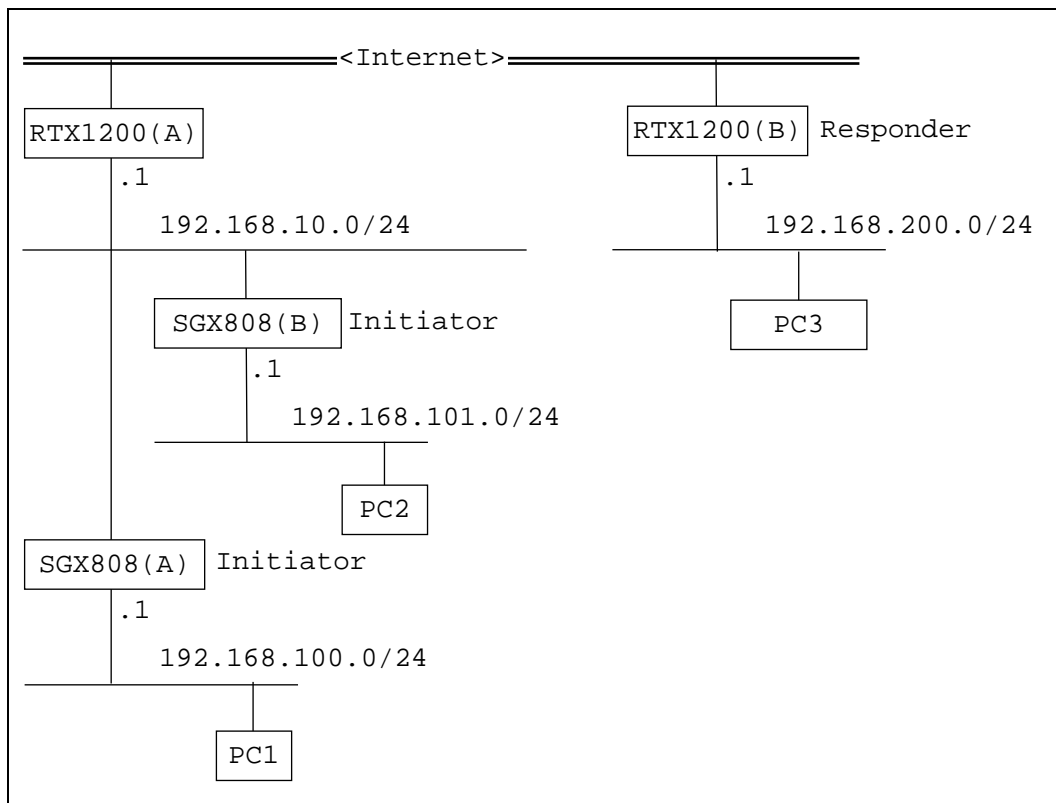 <Internet>
RTX1200(A)
RTX1200(B) Responder
.1
.1
192.168.10.0/24
192.168.200.0/24
SGX808(B) Initiator
PC3
.1
192.168.101.0/24
PC2
SGX808(A) Initiator
.1
192.168.100.0/24
PC1